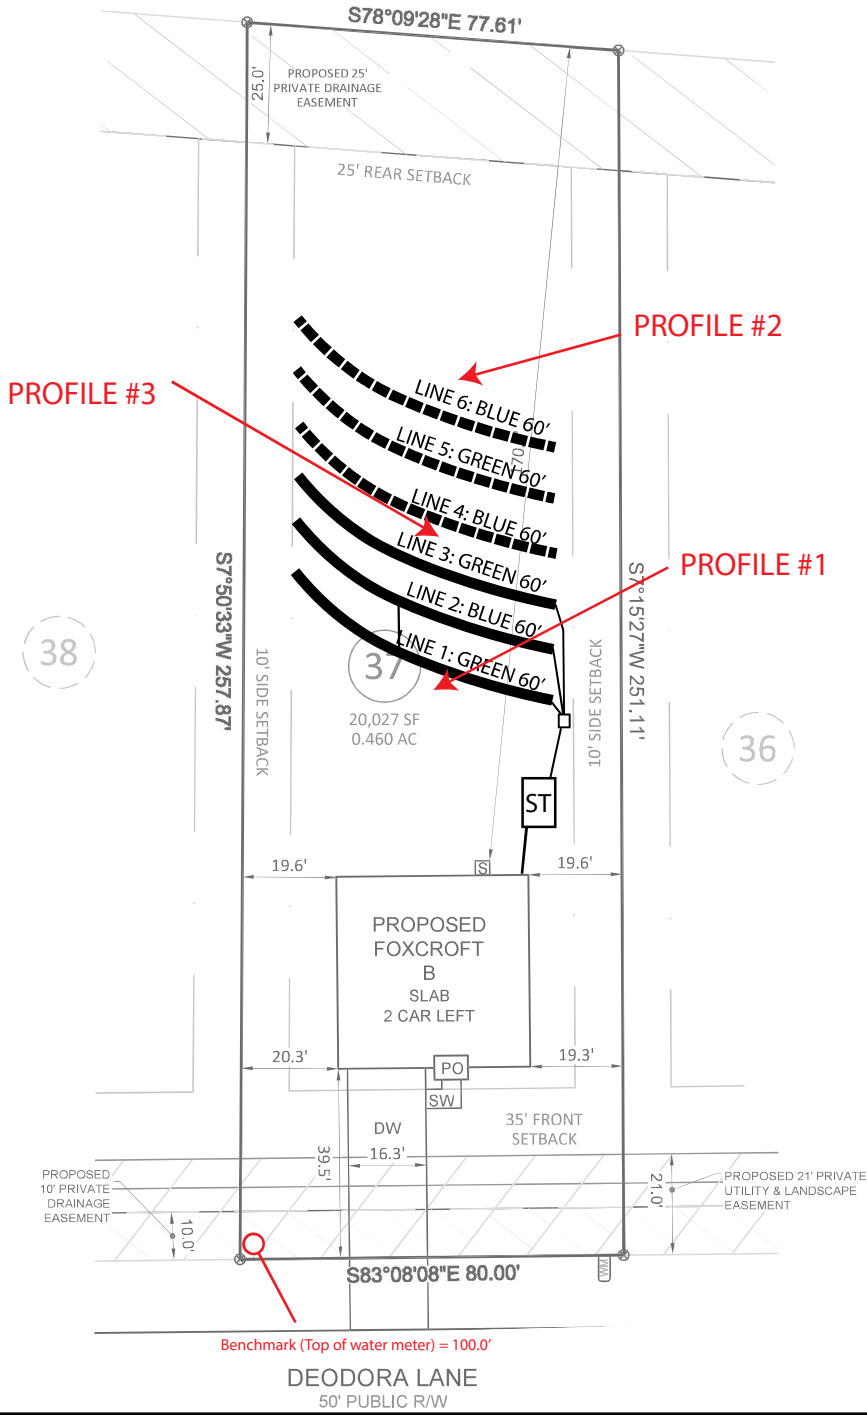 S78°09'28"E 77.61'
25.0'
PROPOSED 25'
PRIVATE DRAINAGE
EASEMENT
25' REAR SETBACK
PROFILE #2
PROFILE #3
LINE 6: BLUE 60'
LINE 5: GREEN 60'
170
LINE 4: BLUE 60'
LINE 3: GREEN 60'
PROFILE #1
LINE 2: BLUE 60'
LINE 1: GREEN 60'
S7°50'33"W 257.87'
S7°15'27"W 251.11'
38
37
20,027 SF
0.460 AC
36
10' SIDE SETBACK
10' SIDE SETBACK
ST
S
19.6'
19.6'
PROPOSED
FOXCROFT
B
SLAB
2 CAR LEFT
20.3'
19.3'
PO
SW
DW
16.3'
39.5'
35' FRONT
SETBACK
PROPOSED
10' PRIVATE
DRAINAGE
EASEMENT
10.0'
21.0'
PROPOSED 21' PRIVATE
UTILITY & LANDSCAPE
EASEMENT
WM
S83°08'08"E 80.00'
Benchmark (Top of water meter) = 100.0'
DEODORA LANE
50' PUBLIC R/W